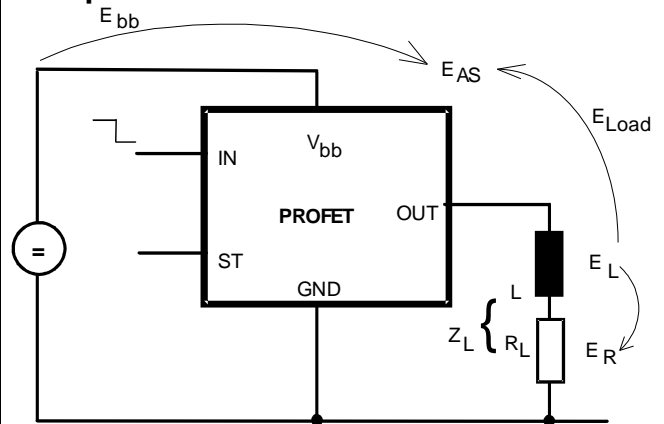 E bb
E AS
E Load
V bb
IN
PROFET
OUT
=
ST
GND
L
E L
Z L { R L
E R